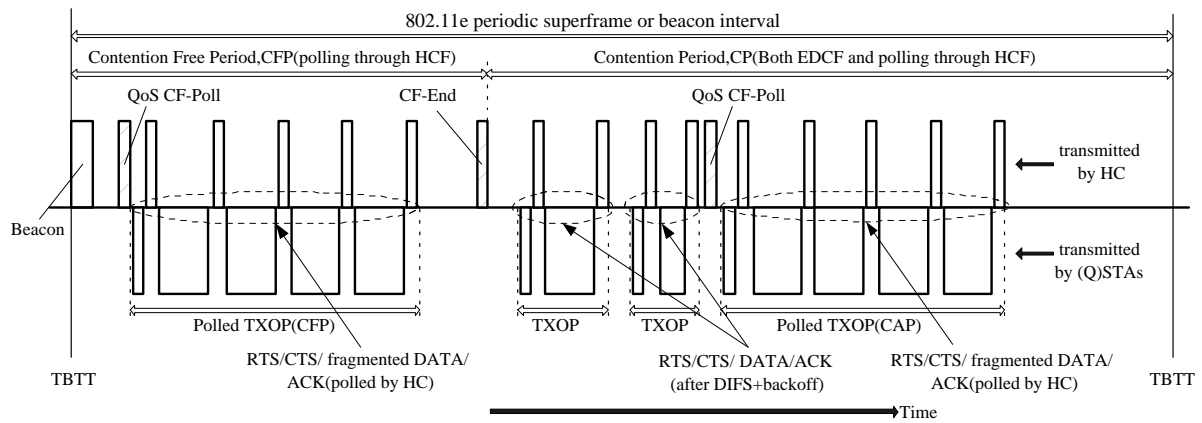 802.11e periodic superframe or beacon interval
Contention Free Period,CFP(polling through HCF)
Contention Period,CP(Both EDCF and polling through HCF)
QoS CF-Poll
CF-End
QoS CF-Poll
transmitted
by HC
Beacon
transmitted
by (Q)STAs
Polled TXOP(CFP)
TXOP
TXOP
Polled TXOP(CAP)
RTS/CTS/ fragmented DATA/
ACK(polled by HC)
RTS/CTS/ DATA/ACK
(after DIFS+backoff)
RTS/CTS/ fragmented DATA/
ACK(polled by HC)
TBTT
TBTT
Time